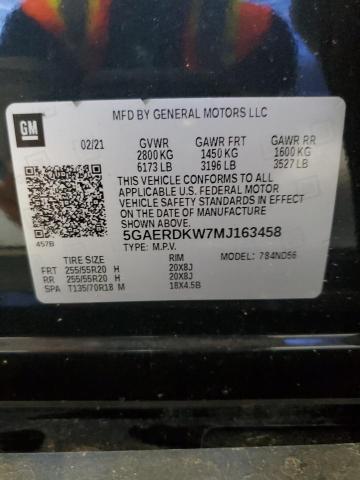 GM
MFD BY GENERAL MOTORS LLC
02/21 GVWR GAWR FRT GAWR RR
2800 KG 1450 KG 1600 KG
6173 LB 3196 LB 3527 LB
THIS VEHICLE CONFORMS TO ALL
APPLICABLE U.S. FEDERAL MOTOR
VEHICLE SAFETY STANDARDS IN
EFFECT ON THE DATE OF MANUFACTURE
SHOWN ABOVE.
457B
5GAERDKW7MJ163458
TYPE: M.P.V.
TIRE SIZE RIM MODEL: 784ND56
FRT 255/55R20 H 20X8J
RR 255/55R20 H 20X8J
SPA T135/70R18 M 18X4.5B